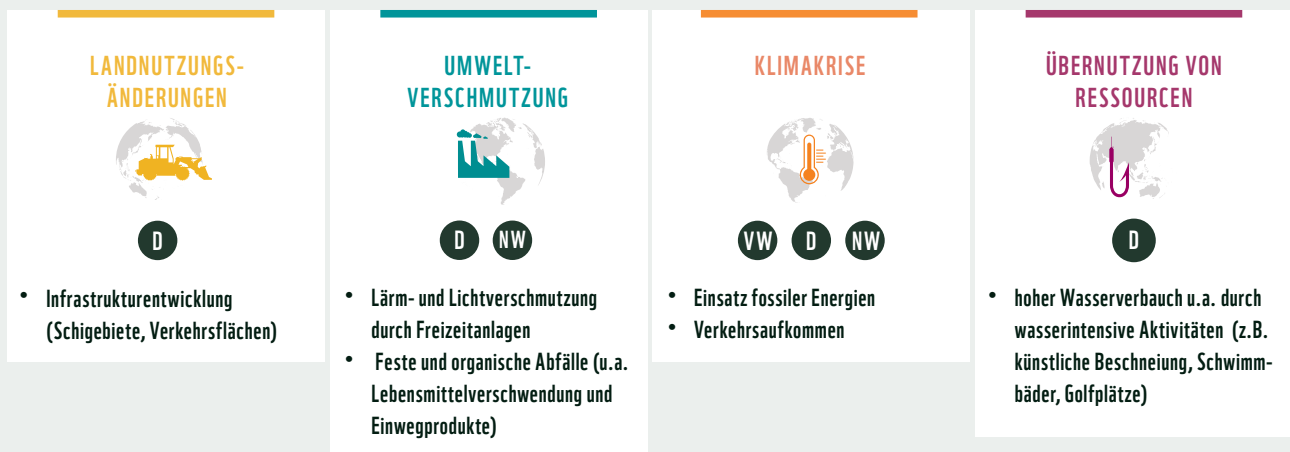 LANDNUTZUNGS-
ÄNDERUNGEN
D
• Infrastrukturentwicklung
(Schigebiete, Verkehrsflächen)
UMWELT-
VERSCHMUTZUNG
D NW
• Lärm- und Lichtverschmutzung
durch Freizeitanlagen
• Feste und organische Abfälle (u.a.
Lebensmittelverschwendung und
Einwegprodukte)
KLIMAKRISE
VW D NW
• Einsatz fossiler Energien
• Verkehrsaufkommen
ÜBERNUTZUNG VON
RESSOURCEN
D
• hoher Wasserverbauch u.a. durch
wasserintensive Aktivitäten (z.B.
künstliche Beschneiung, Schwimm-
bäder, Golfplätze)